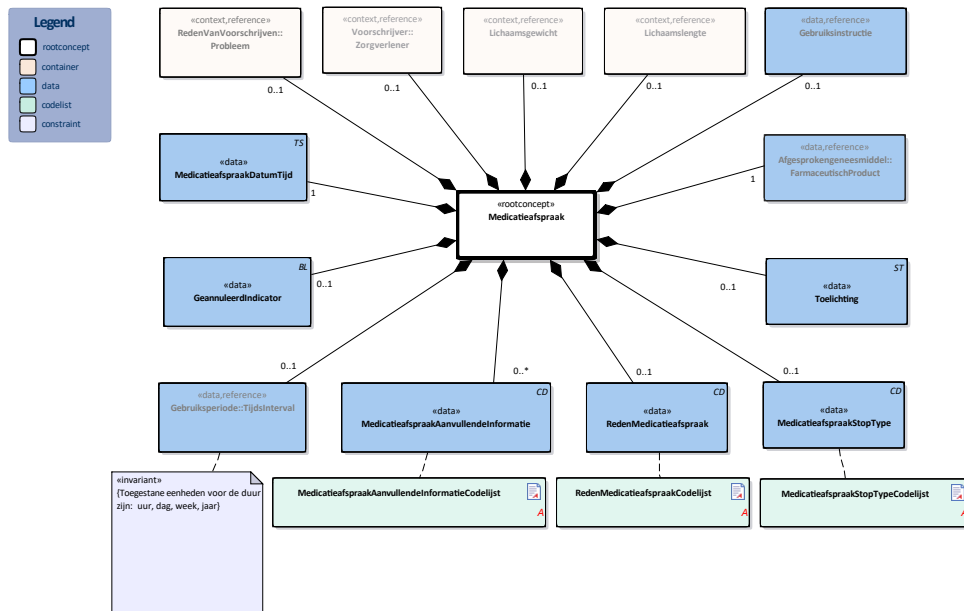 Legend
rootconcept
container
data
codelist
constraint
«context,reference»
RedenVanVoorschrijven::
Probleem
«context,reference»
Voorschrijver::
Zorgverlener
«context,reference»
Lichaamsgewicht
«context,reference»
Lichaamslengte
«data,reference»
Gebruiksinstructie
0..1
0..1
0..1
0..1
0..1
TS
«data»
MedicatieafspraakDatumTijd
1
«data,reference»
Afgesprokengeneesmiddel::
FarmaceutischProduct
1
«rootconcept»
Medicatieafspraak
BL
«data»
GeannuleerdIndicator
0..1
ST
«data»
Toelichting
0..1
0..1
0..*
0..1
0..1
«data,reference»
Gebruiksperiode::TijdsInterval
CD
«data»
MedicatieafspraakAanvullendeInformatie
CD
«data»
RedenMedicatieafspraak
CD
«data»
MedicatieafspraakStopType
«invariant»
{Toegestane eenheden voor de duur
zijn: uur, dag, week, jaar}
MedicatieafspraakAanvullendeInformatieCodelijst
A
RedenMedicatieafspraakCodelijst
A
MedicatieafspraakStopTypeCodelijst
A